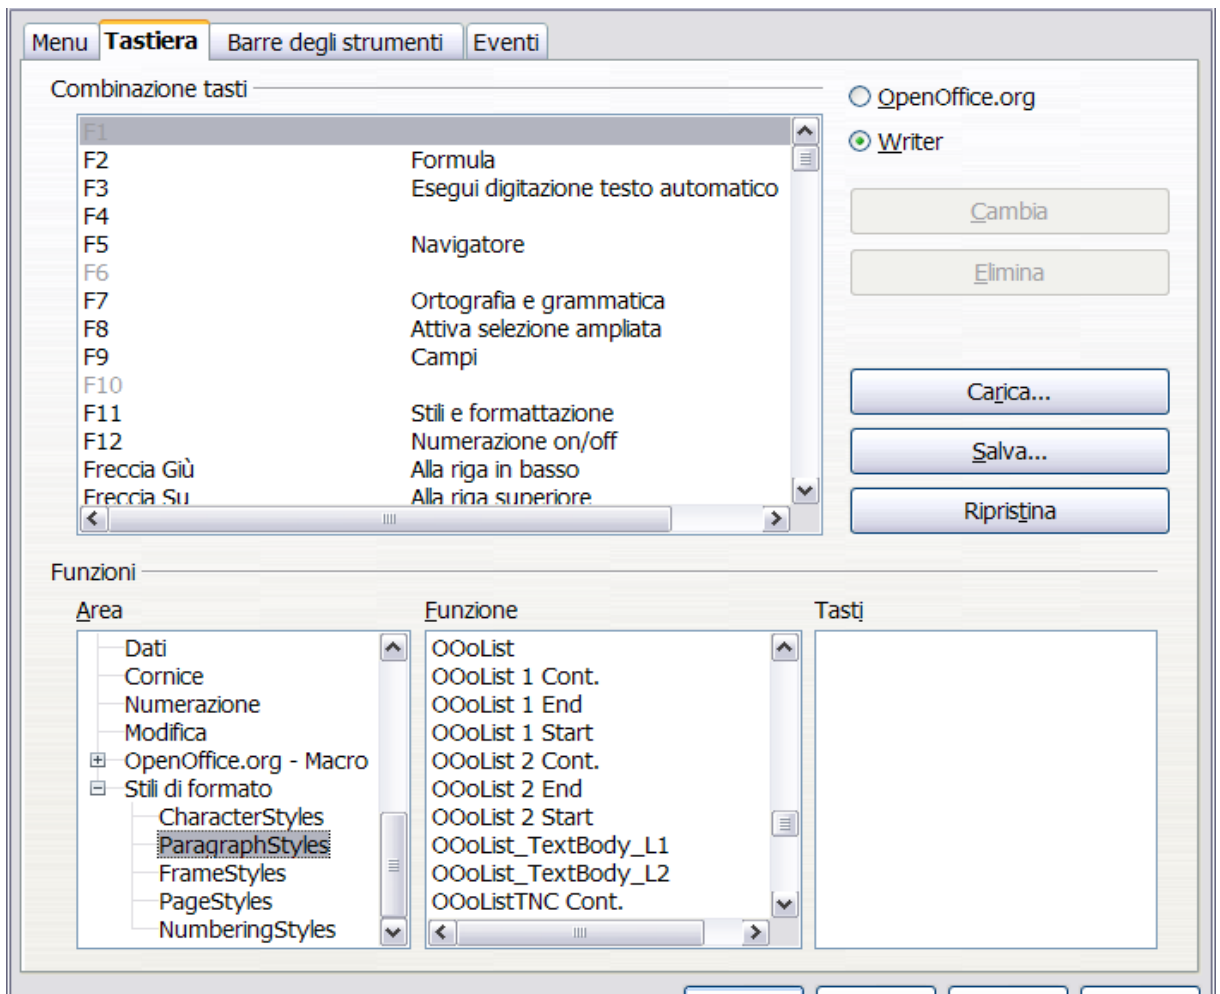 Menu Tastiera Barre degli strumenti Eventi
Combinazione tasti
F1
F2 Formula
F3 Esegui digitazione testo automatico
F4
F5 Navigatore
F6
F7 Ortografia e grammatica
F8 Attiva selezione ampliata
F9 Campi
F10
F11 Stili e formattazione
F12 Numerazione on/off
Freccia Giù Alla riga in basso
Freccia Su Alla riga superiore
OpenOffice.org
Writer
Cambia
Elimina
Carica...
Salva...
Ripristina
Funzioni
Area
Dati
Cornice
Numerazione
Modifica
OpenOffice.org - Macro
Stili di formato
CharacterStyles
ParagraphStyles
FrameStyles
PageStyles
NumberingStyles
Funzione
OOoList
OOoList 1 Cont.
OOoList 1 End
OOoList 1 Start
OOoList 2 Cont.
OOoList 2 End
OOoList 2 Start
OOoList_TextBody_L1
OOoList_TextBody_L2
OOoListTNC Cont.
Tasti